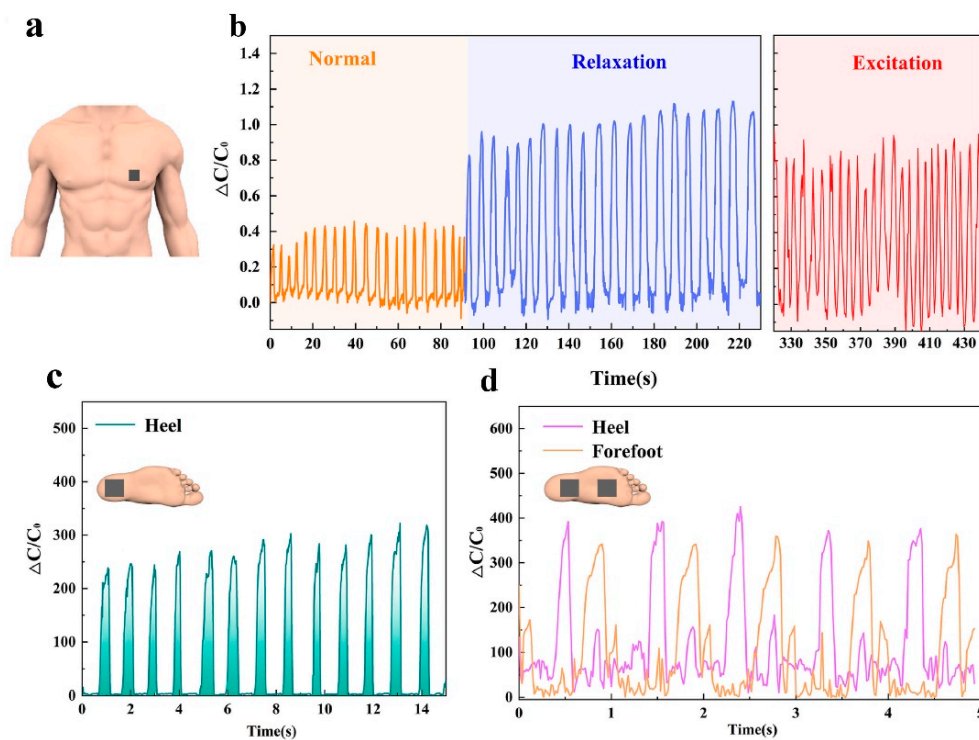 a
b
Normal
Relaxation
Excitation
ΔC/C₀
1.4
1.2
1.0
0.8
0.6
0.4
0.2
0.0
0 20 40 60 80 100 120 140 160 180 200 220
330 350 370 390 410 430
Time(s)
c
Heel
ΔC/C₀
500
400
300
200
100
0
0 2 4 6 8 10 12 14
Time(s)
d
Heel
Forefoot
ΔC/C₀
600
500
400
300
200
100
0
0 1 2 3 4 5
Time(s)